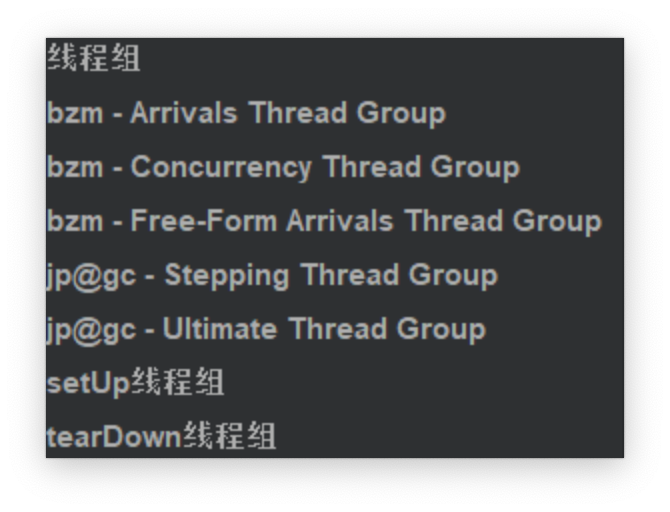 线程组
bzm - Arrivals Thread Group
bzm - Concurrency Thread Group
bzm - Free-Form Arrivals Thread Group
jp@gc - Stepping Thread Group
jp@gc - Ultimate Thread Group
setUp线程组
tearDown线程组